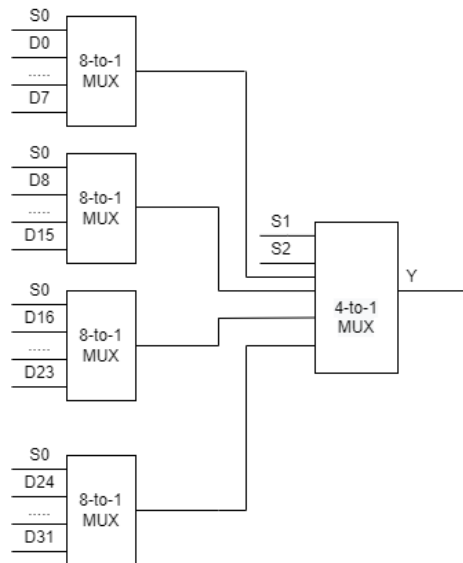 S0
D0
.....
D7
8-to-1
MUX
S0
D8
.....
D15
8-to-1
MUX
S0
D16
.....
D23
8-to-1
MUX
S0
D24
.....
D31
8-to-1
MUX
S1
S2
4-to-1
MUX
Y